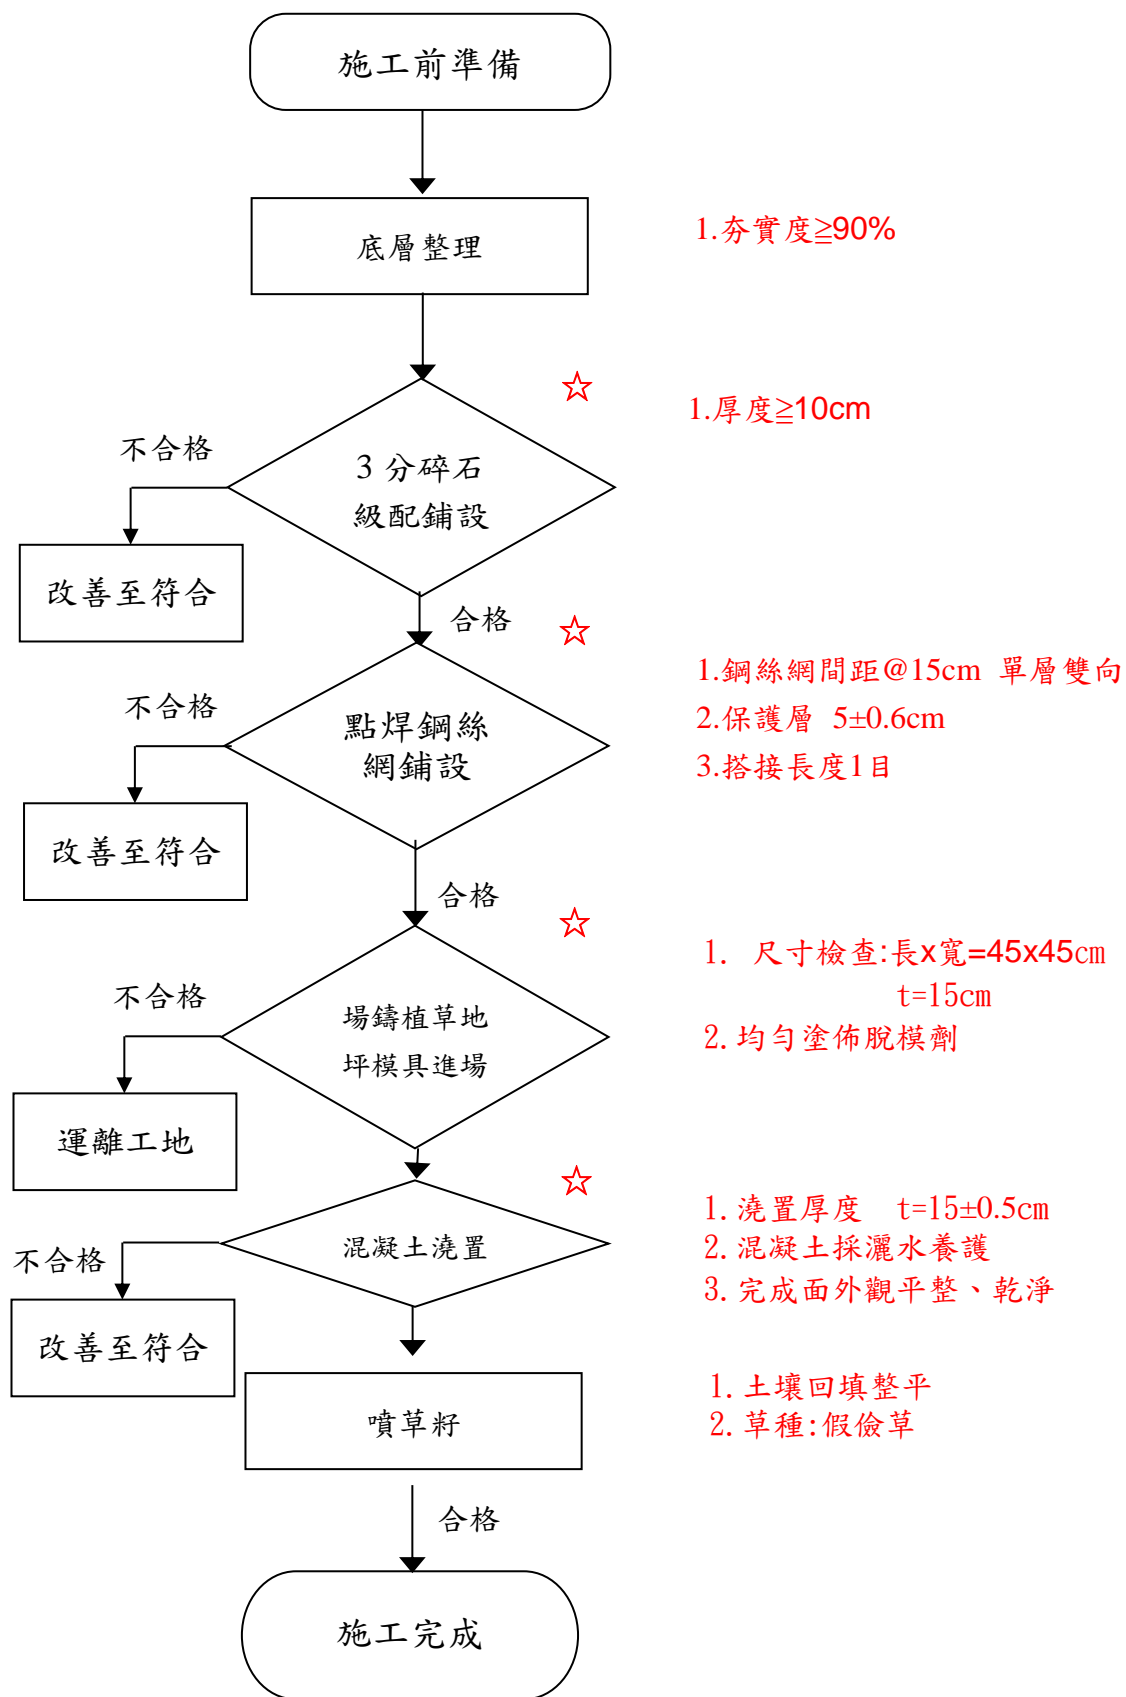 施工前準備
底層整理
1.夯實度≧90%
☆
1.厚度≧10cm
不合格
3 分碎石
級配鋪設
改善至符合
合格
☆
1.鋼絲網間距@15cm 單層雙向
不合格
點焊鋼絲
網鋪設
2.保護層 5±0.6cm
3.搭接長度1目
改善至符合
合格
☆
1. 尺寸檢查:長x寬=45x45cm
t=15cm
不合格
場鑄植草地
坪模具進場
2.均勻塗佈脫模劑
運離工地
☆
1.澆置厚度 t=15±0.5cm
不合格
混凝土澆置
2.混凝土採灑水養護
3.完成面外觀平整、乾淨
改善至符合
噴草籽
1.土壤回填整平
2.草種:假儉草
合格
施工完成